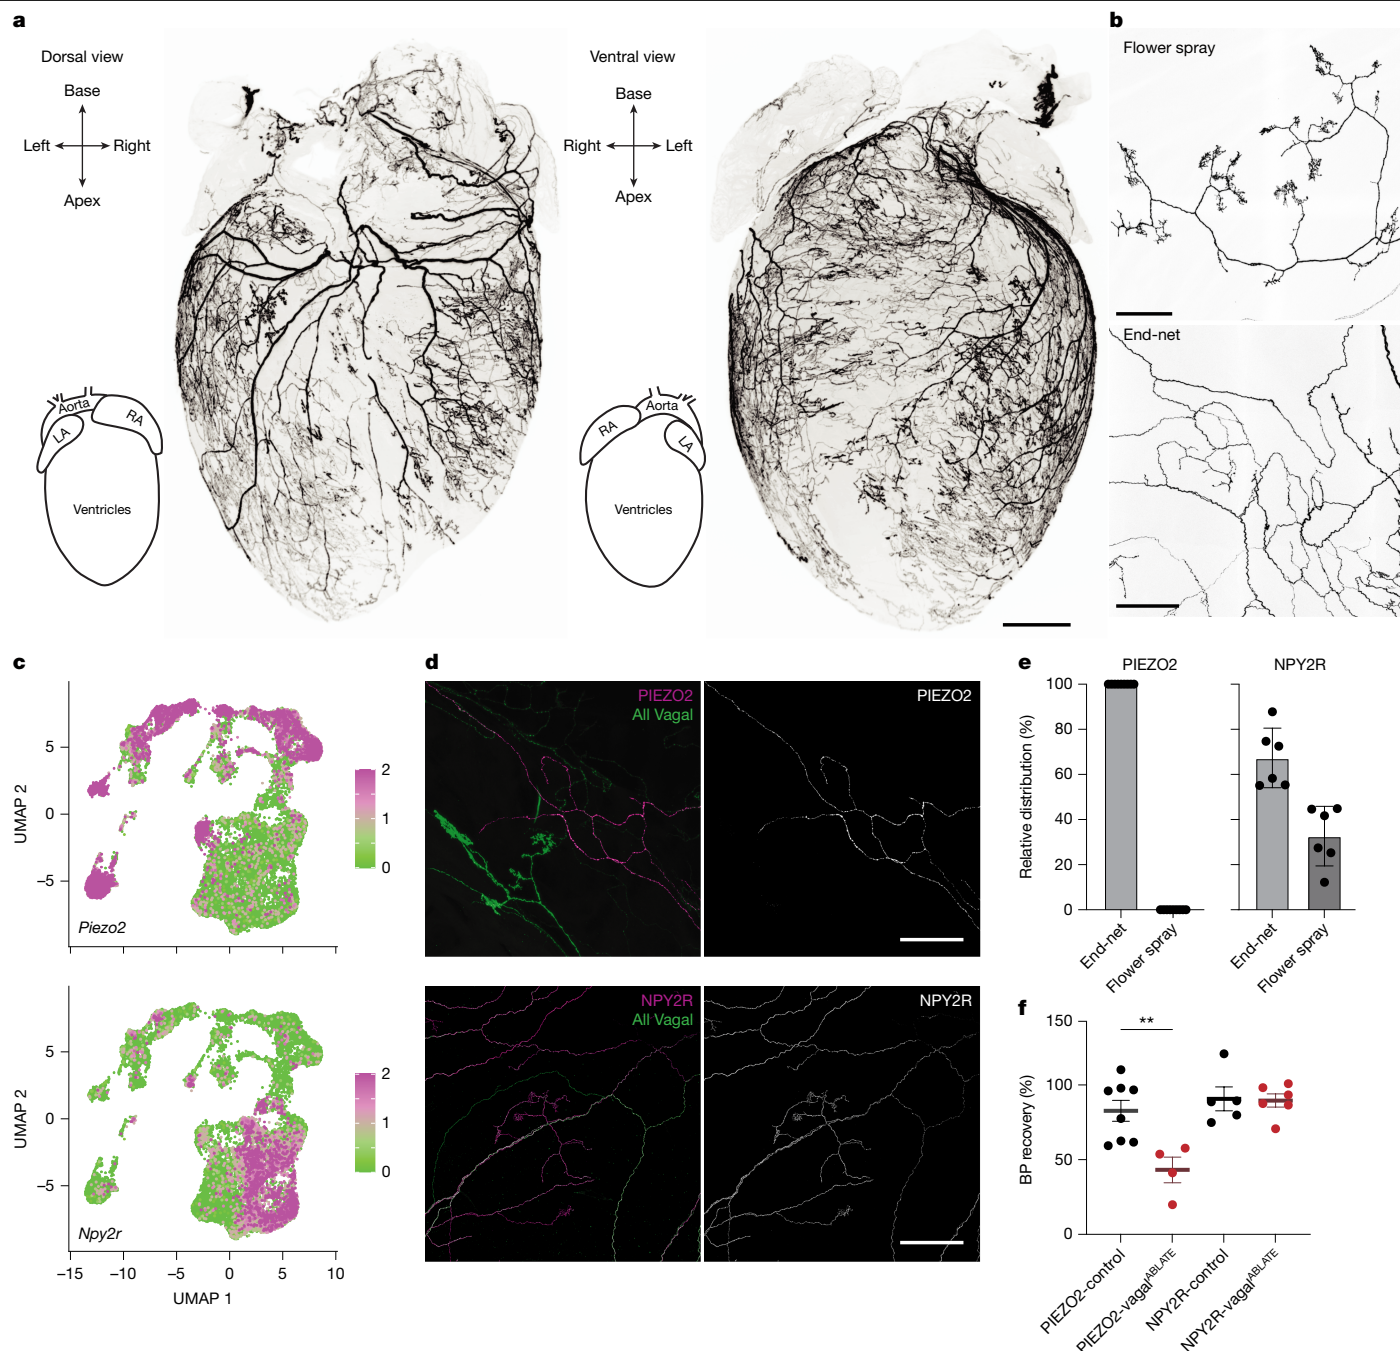 a
Dorsal view
Base
Left
Right
Apex
Aorta
RA
LA
Ventricles
Ventral view
Base
Right
Left
Apex
Aorta
RA
LA
Ventricles
b
Flower spray
End-net
c
UMAP 2
5
0
−5
Piezo2
2
1
0
UMAP 2
5
0
−5
Npy2r
2
1
0
−15
−10
−5
0
5
10
UMAP 1
d
PIEZO2
All Vagal
PIEZO2
NPY2R
All Vagal
NPY2R
e
PIEZO2
NPY2R
Relative distribution (%)
100
80
60
40
20
0
End-net
Flower spray
End-net
Flower spray
f
BP recovery (%)
150
100
50
0
**
PIEZO2-control
PIEZO2-vagalABLATE
NPY2R-control
NPY2R-vagalABLATE